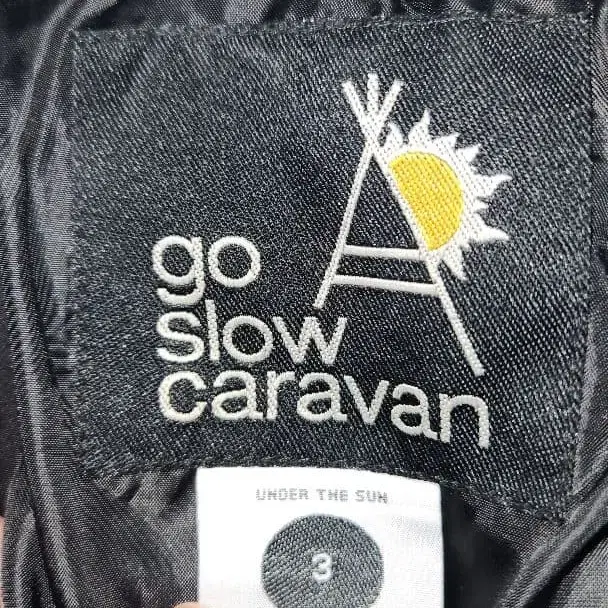 go
slow
caravan
UNDER THE SUN
3